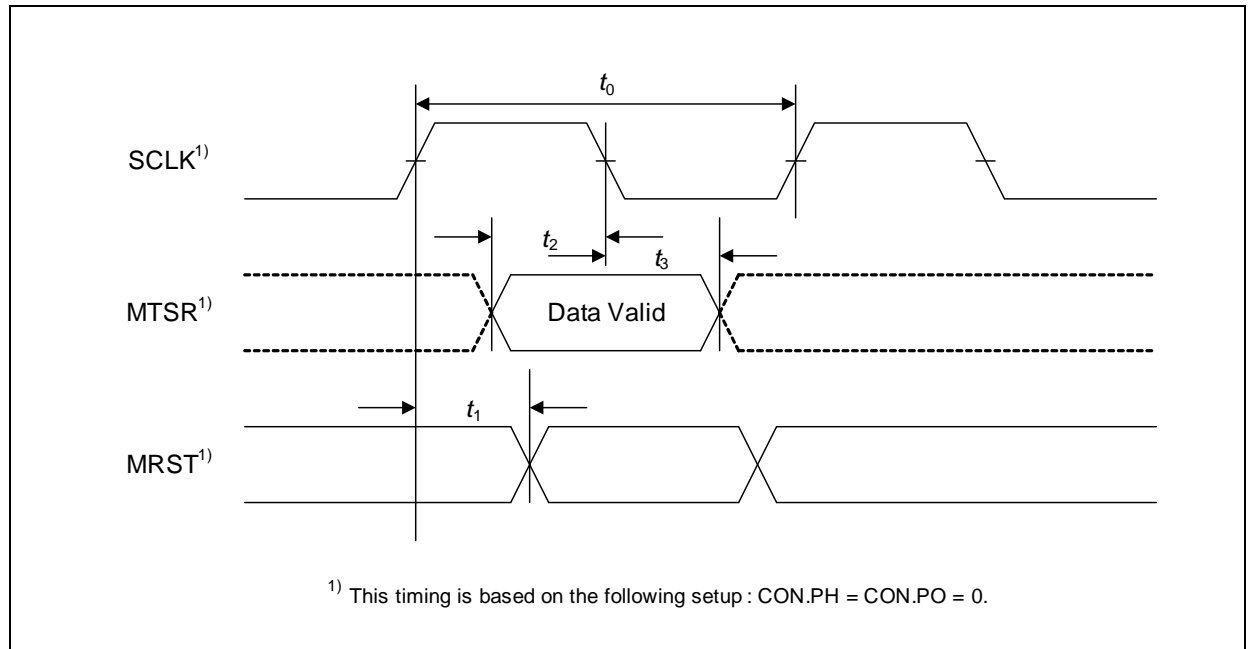 t0
SCLK1)
t2
t3
MTSR1)
Data Valid
t1
MRST1)
1) This timing is based on the following setup : CON.PH = CON.PO = 0.